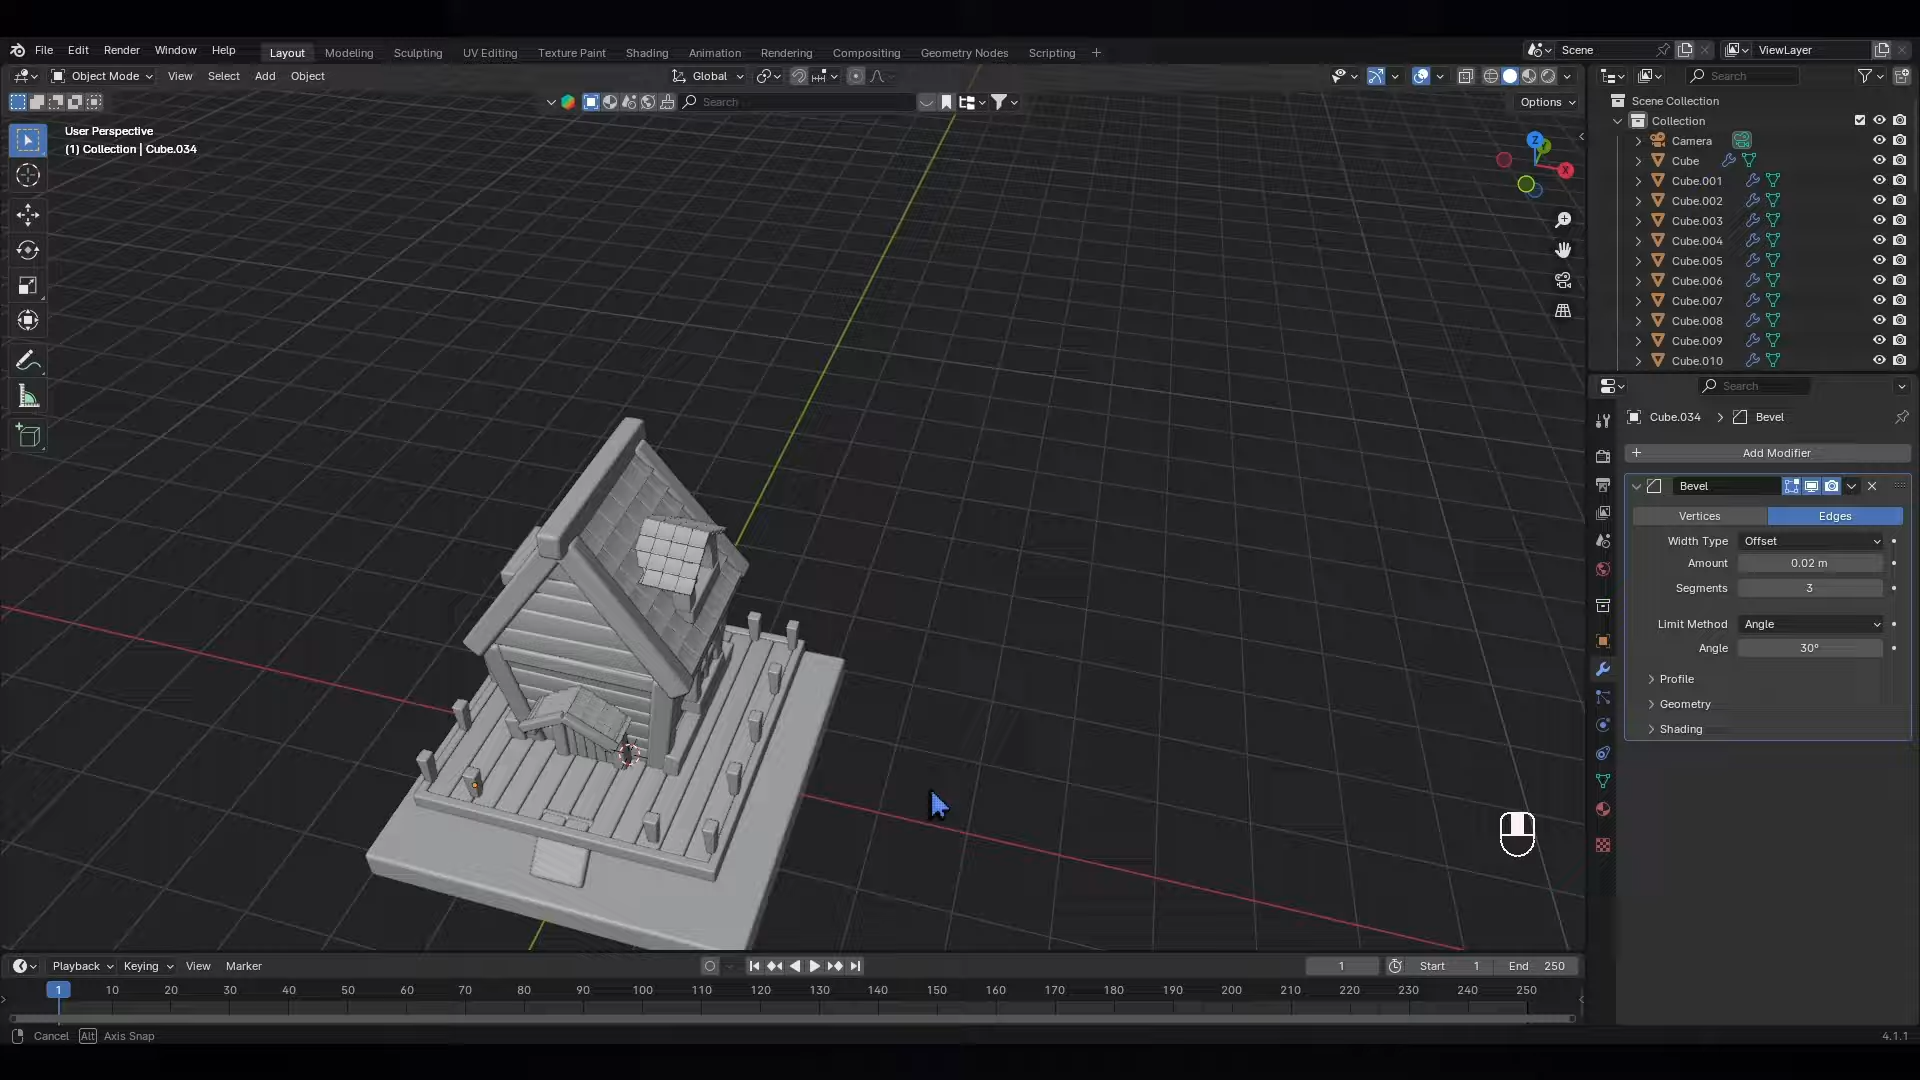 File Edit Render Window Help Layout Modeling Sculpting UV Editing Texture Paint Shading Animation Rendering Compositing Geometry Nodes Scripting Scene ViewLayer
Object Mode View Select Add Object Global Search
Search Options
User Perspective
(1) Collection | Cube.034
Z
Y
X
Scene Collection
Collection
Camera
Cube
Cube.001
Cube.002
Cube.003
Cube.004
Cube.005
Cube.006
Cube.007
Cube.008
Cube.009
Cube.010
Search
Cube.034 Bevel
Add Modifier
Bevel
Vertices Edges
Width Type Offset
Amount 0.02 m
Segments 3
Limit Method Angle
Angle 30°
Profile
Geometry
Shading
Playback Keying View Marker 1 Start 1 End 250
1 10 20 30 40 50 60 70 80 90 100 110 120 130 140 150 160 170 180 190 200 210 220 230 240 250
Cancel Alt Axis Snap 4.1.1